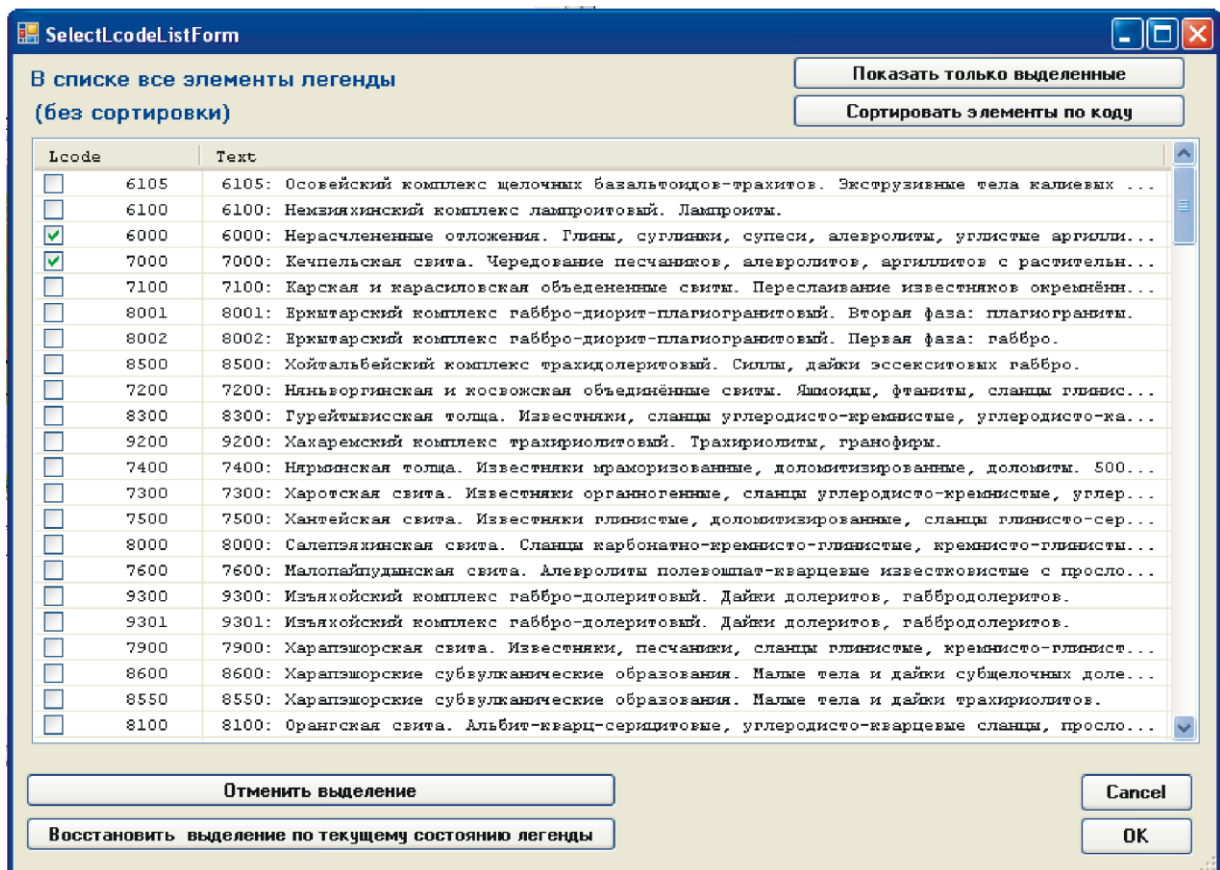 SelectLcodeListForm
В списке все элементы легенды
(без сортировки)
Показать только выделенные
Сортировать элементы по коду
Lcode Text
6105 6105: Осовейский комплекс щелочных базальтоидов-трахитов. Экструзивные тела калиевых ...
6100 6100: Немзияхинский комплекс лампроитовый. Лампроиты.
6000 6000: Нерасчлененные отложения. Глины, суглинки, супеси, алевролиты, углистые аргилли...
7000 7000: Кечпельская свита. Чередование песчаников, алевролитов, аргиллитов с растительн...
7100 7100: Карская и карасиловская объедененные свиты. Переслаивание известняков окремнённ...
8001 8001: Еркытарский комплекс габбро-диорит-плагиогранитовый. Вторая фаза: плагиограниты.
8002 8002: Еркытарский комплекс габбро-диорит-плагиогранитовый. Первая фаза: габбро.
8500 8500: Хойтальбейский комплекс трахидолеритовый. Силлы, дайки эссекситовых габбро.
7200 7200: Няньворгинская и косвожская объединённые свиты. Яшмоиды, фтаниты, сланцы глинис...
8300 8300: Гурейтывисская толща. Известняки, сланцы углеродисто-кремнистые, углеродисто-ка...
9200 9200: Хахаремский комплекс трахириолитовый. Трахириолиты, гранофиры.
7400 7400: Нярминская толща. Известняки мраморизованные, доломитизированные, доломиты. 500...
7300 7300: Харотская свита. Известняки органногенные, сланцы углеродисто-кремнистые, углер...
7500 7500: Хантейская свита. Известняки глинистые, доломитизированные, сланцы глинисто-сер...
8000 8000: Салепэяхинская свита. Сланцы карбонатно-кремнисто-глинистые, кремнисто-глинисты...
7600 7600: Малопайпудынская свита. Алевролиты полевошпат-кварцевые известковистые с просло...
9300 9300: Изъяхойский комплекс габбро-долеритовый. Дайки долеритов, габбродолеритов.
9301 9301: Изъяхойский комплекс габбро-долеритовый. Дайки долеритов, габбродолеритов.
7900 7900: Харапэшорская свита. Известняки, песчаники, сланцы глинистые, кремнисто-глинист...
8600 8600: Харапэшорские субвулканические образования. Малые тела и дайки субщелочных доле...
8550 8550: Харапэшорские субвулканические образования. Малые тела и дайки трахириолитов.
8100 8100: Орангская свита. Альбит-кварц-серицитовые, углеродисто-кварцевые сланцы, просло...
Отменить выделение
Cancel
Восстановить выделение по текущему состоянию легенды
OK